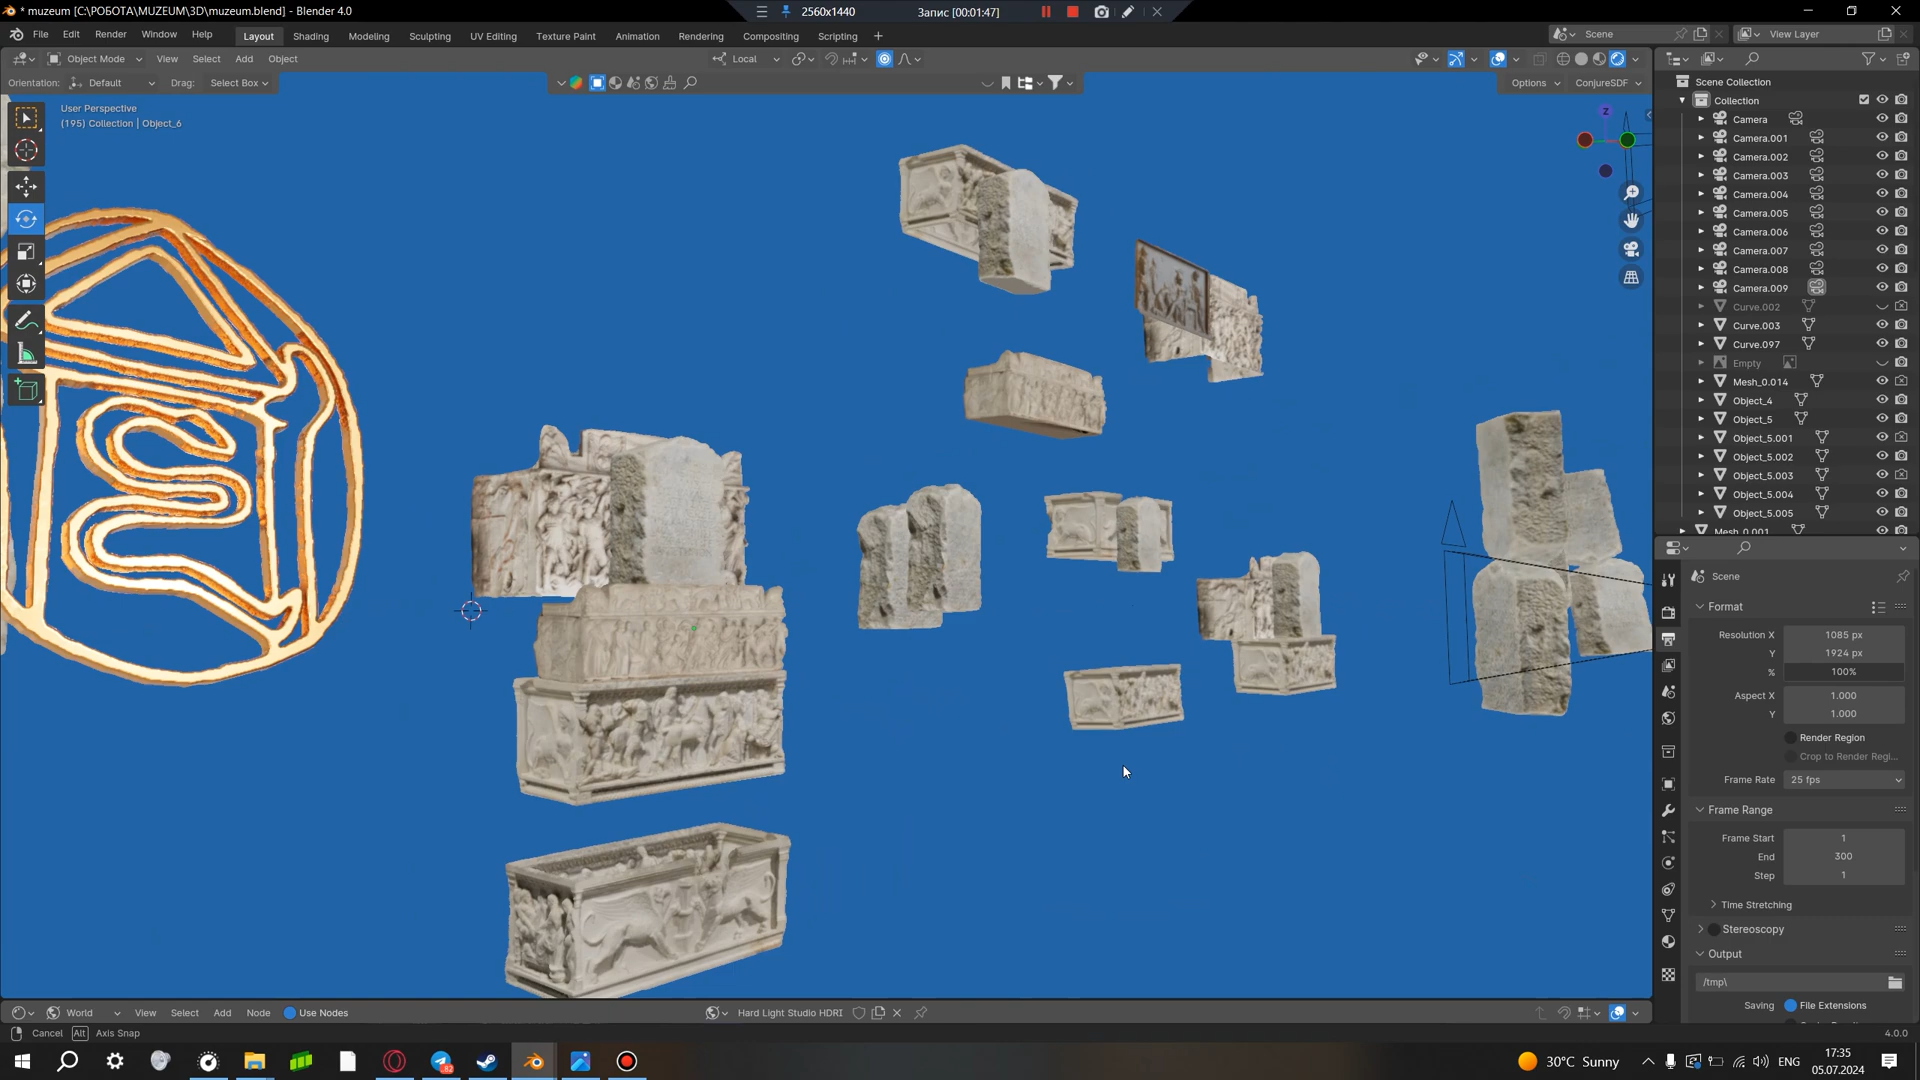 * muzeum [C:\РОБОТА\MUZEUM\3D\muzeum.blend] - Blender 4.0
2560x1440
Запис [00:01:47]
File Edit Render Window Help
Layout Shading Modeling Sculpting UV Editing Texture Paint Animation Rendering Compositing Scripting +
Scene
View Layer
Object Mode View Select Add Object
Local
Orientation: Default Drag: Select Box
Options ConjureSDF
User Perspective
(195) Collection | Object_6
Z
Scene Collection
Collection
Camera
Camera.001
Camera.002
Camera.003
Camera.004
Camera.005
Camera.006
Camera.007
Camera.008
Camera.009
Curve.002
Curve.003
Curve.097
Empty
Mesh_0.014
Object_4
Object_5
Object_5.001
Object_5.002
Object_5.003
Object_5.004
Object_5.005
Mesh_0.001
Scene
Format
Resolution X 1085 px
Y 1924 px
% 100%
Aspect X 1.000
Y 1.000
Render Region
Crop to Render Regi...
Frame Rate 25 fps
Frame Range
Frame Start 1
End 300
Step 1
Time Stretching
Stereoscopy
Output
/tmp\
Saving File Extensions
World View Select Add Node Use Nodes
Hard Light Studio HDRI
Cancel Alt Axis Snap
4.0.0
82
30°C Sunny
ENG
17:35
05.07.2024